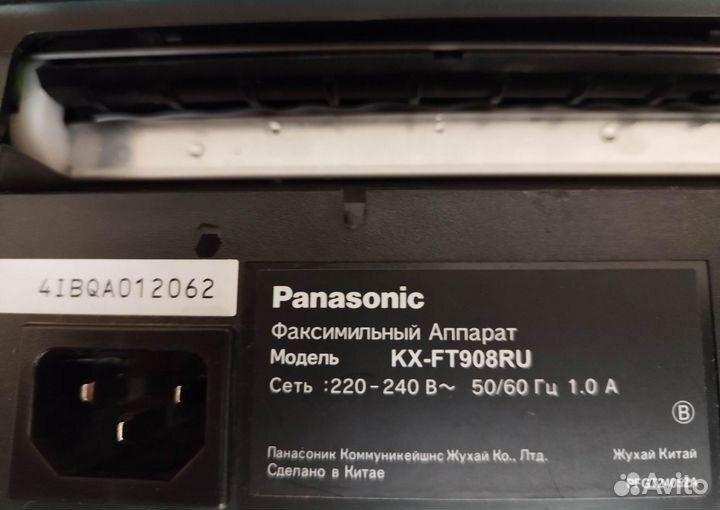 4IBQA012062
Panasonic
Факсимильный Аппарат
Модель KX-FT908RU
Сеть :220-240 В~ 50/60 Гц 1.0 А
B
Панасоник Коммуникейшнс Жухай Ко., Лтд. Жухай Китай
Сделано в Китае
Avito